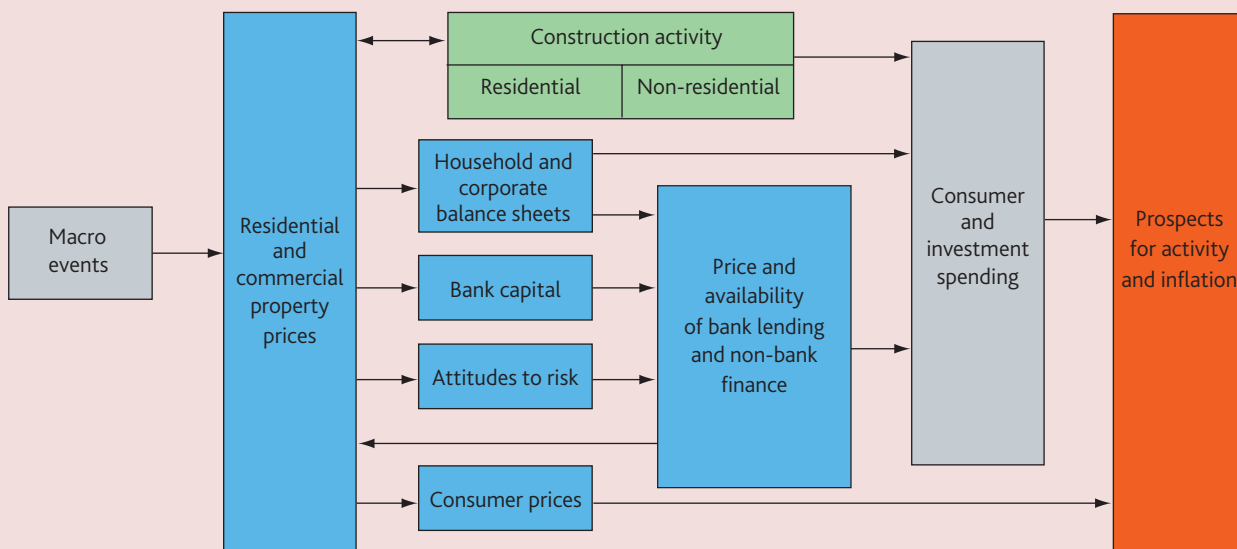 Macro
events
Residential
and
commercial
property
prices
Construction activity
Residential
Non-residential
Household and
corporate
balance sheets
Bank capital
Attitudes to risk
Consumer prices
Price and
availability
of bank lending
and non-bank
finance
Consumer
and
investment
spending
Prospects
for activity
and inflation